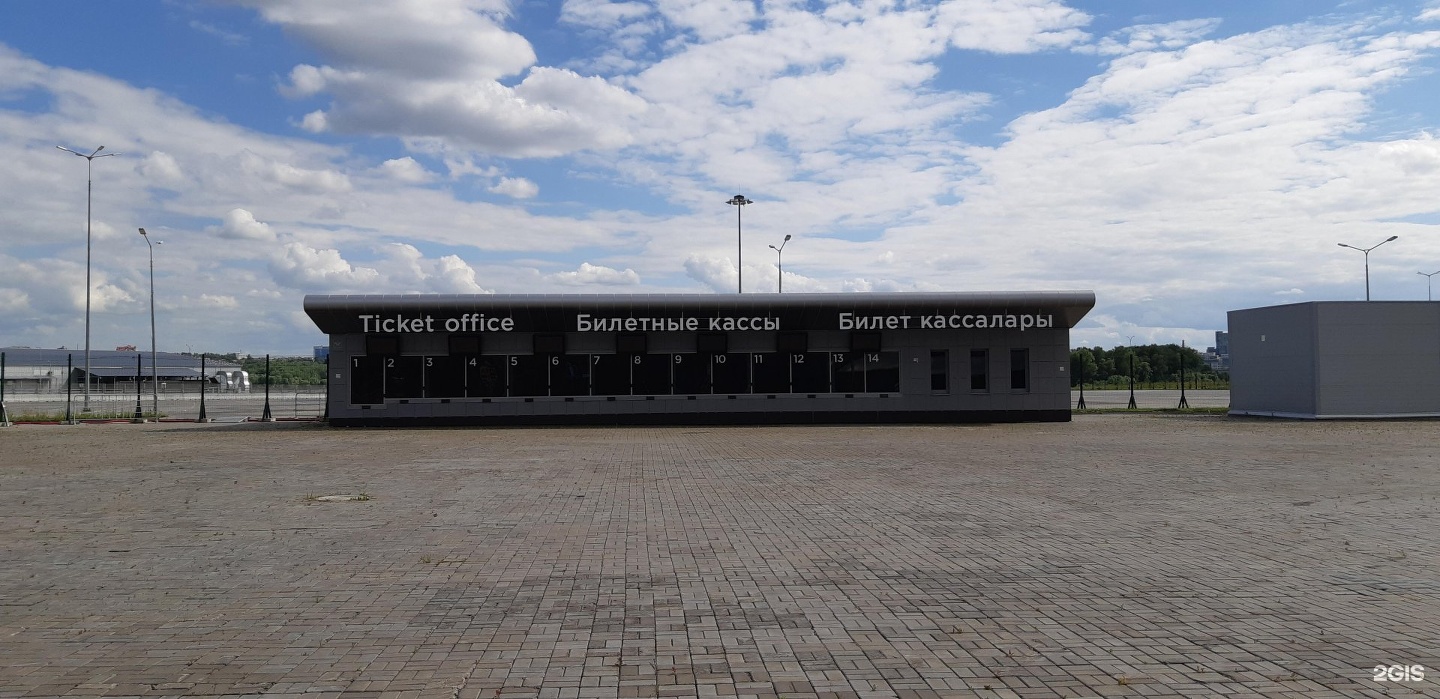 Ticket office Билетные кассы Билет кассалары
1 2 3 4 5 6 7 8 9 10 11 12 13 14
2GIS